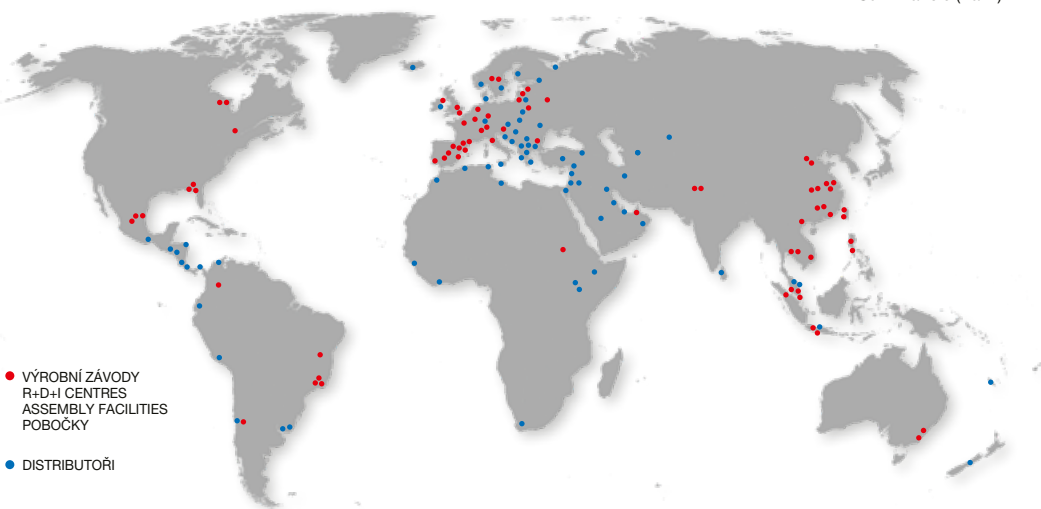 VÝROBNÍ ZÁVODY
R+D+I CENTRES
ASSEMBLY FACILITIES
POBOČKY
DISTRIBUTOŘI